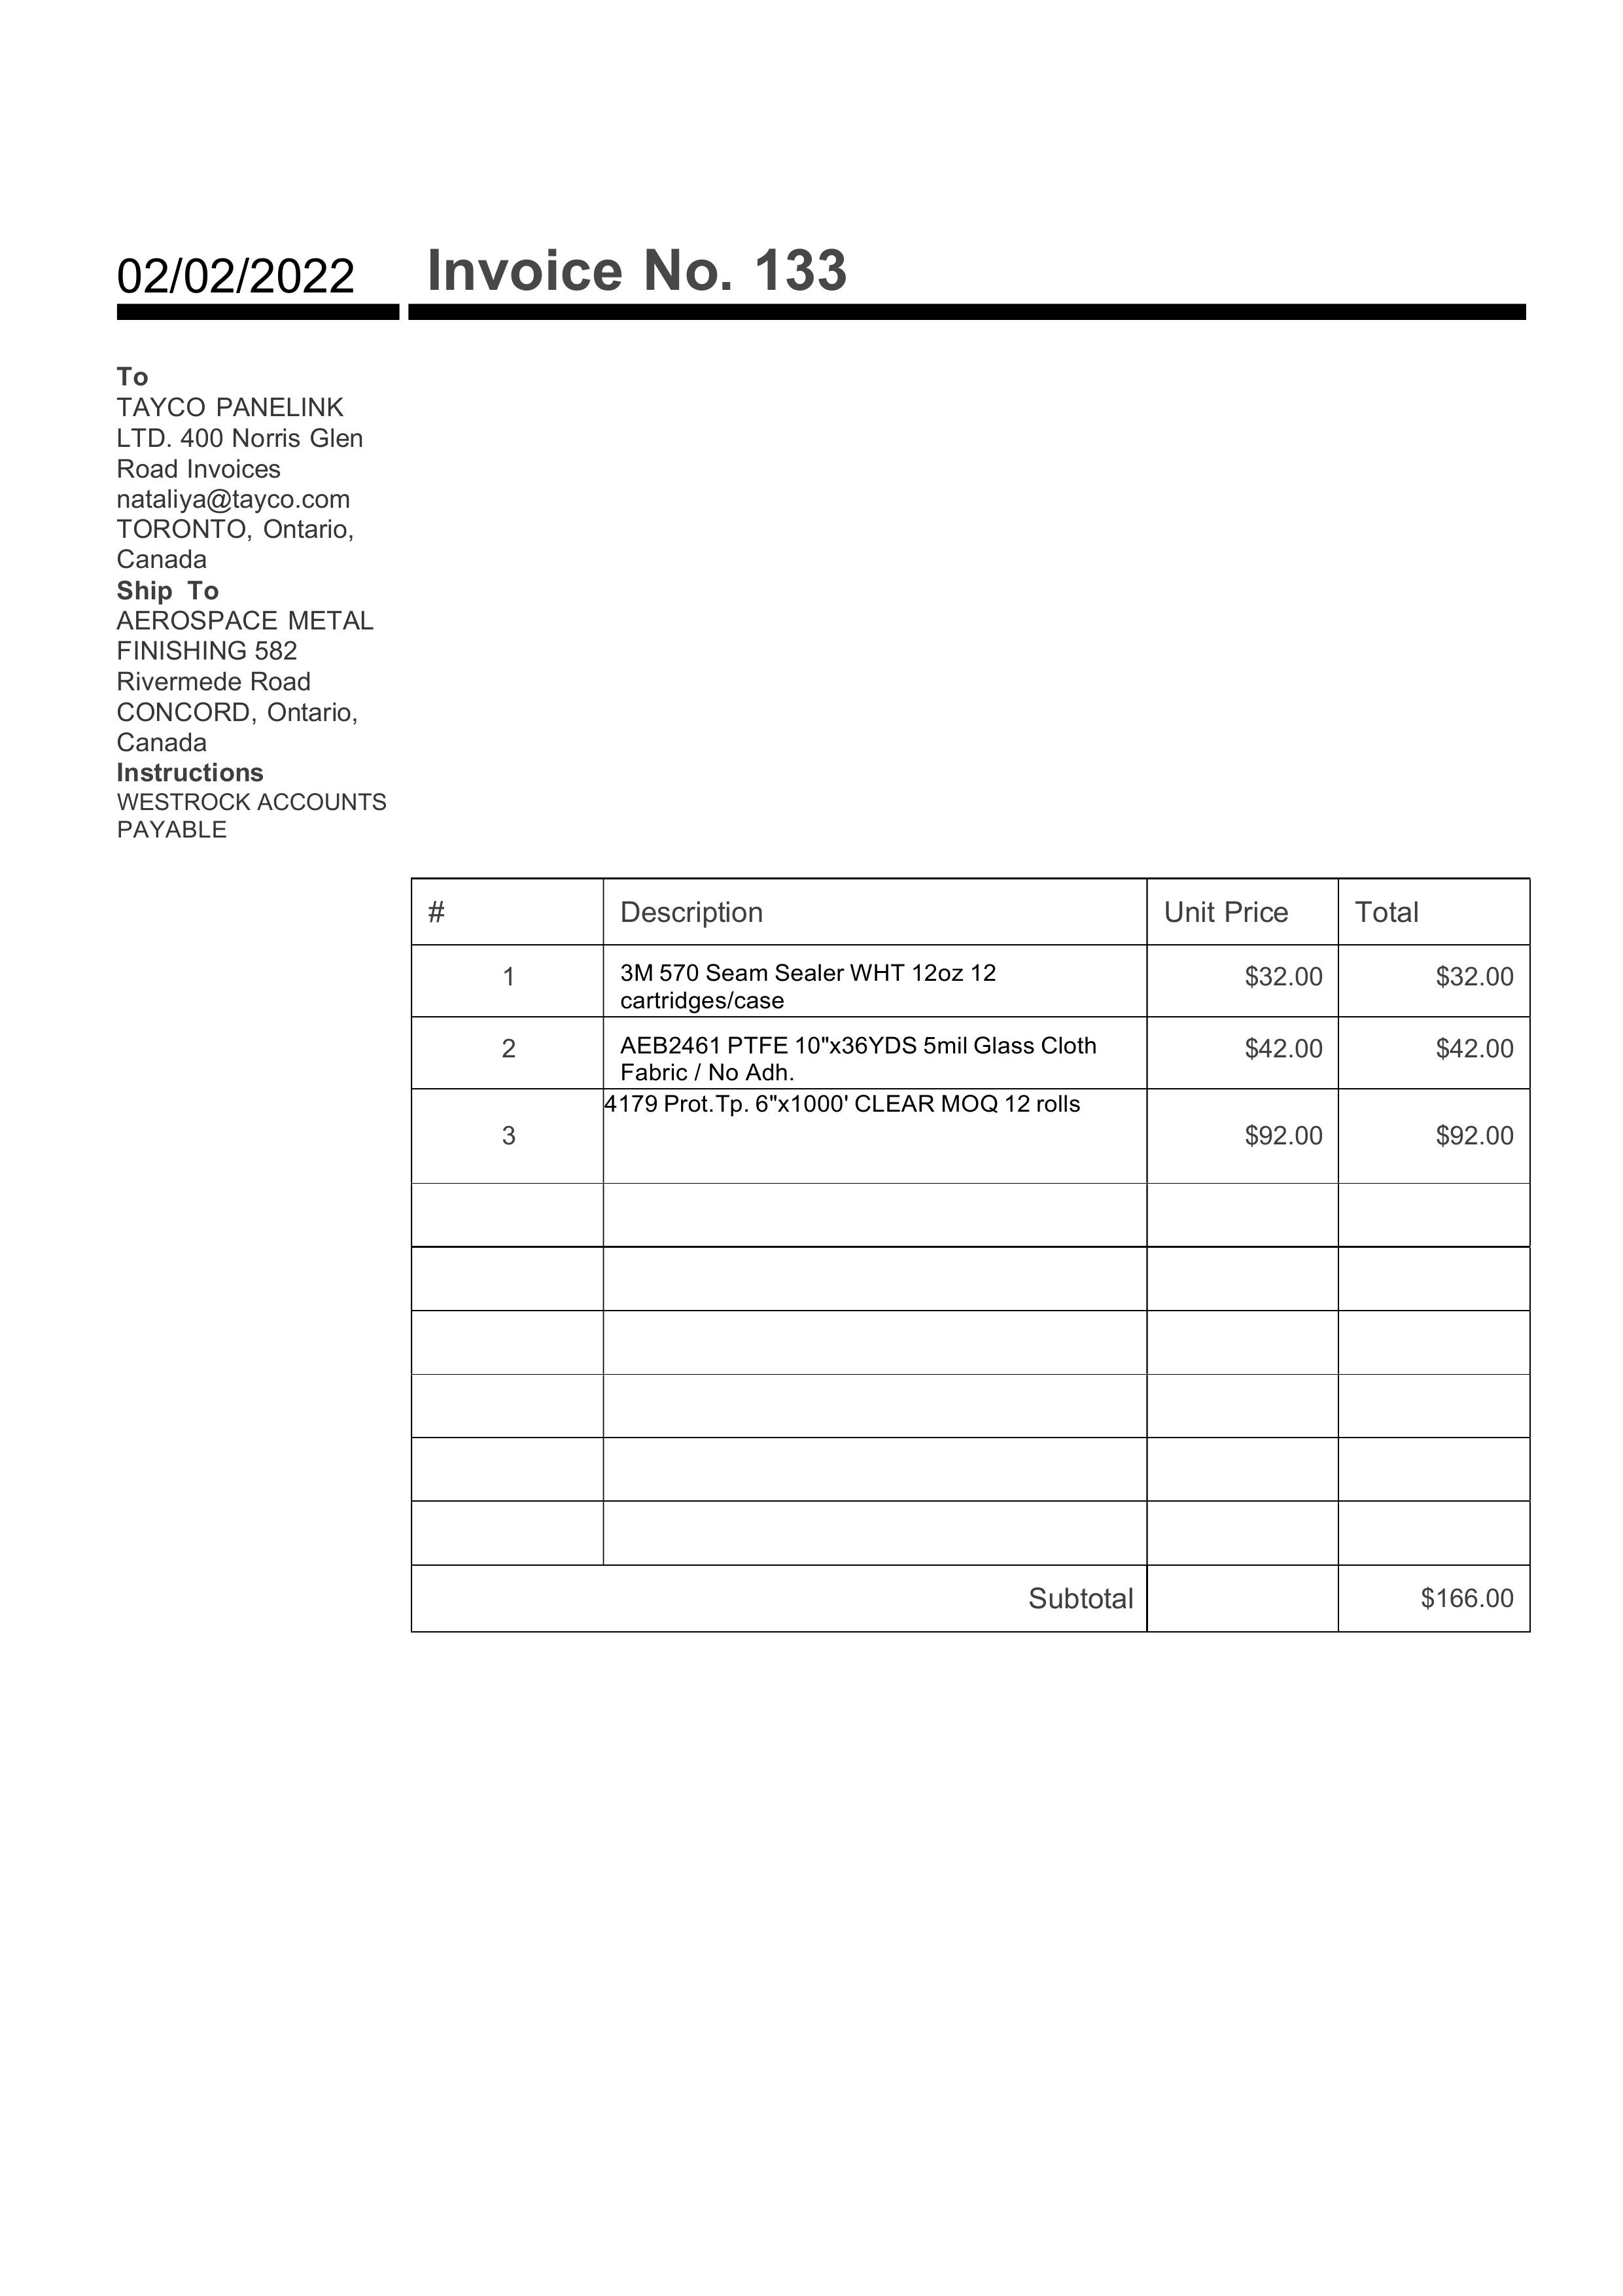 02/02/2022 Invoice No. 133
To
TAYCO PANELINK
LTD. 400 Norris Glen
Road Invoices
nataliya@tayco.com
TORONTO, Ontario,
Canada
Ship To
AEROSPACE METAL
FINISHING 582
Rivermede Road
CONCORD, Ontario,
Canada
Instructions
WESTROCK ACCOUNTS
PAYABLE
# Description Unit Price Total
1 3M 570 Seam Sealer WHT 12oz 12 $32.00 $32.00
cartridges/case
2 AEB2461 PTFE 10"x36YDS 5mil Glass Cloth $42.00 $42.00
Fabric / No Adh.
4179 Prot.Tp. 6"x1000' CLEAR MOQ 12 rolls
3 $92.00 $92.00
Subtotal $166.00